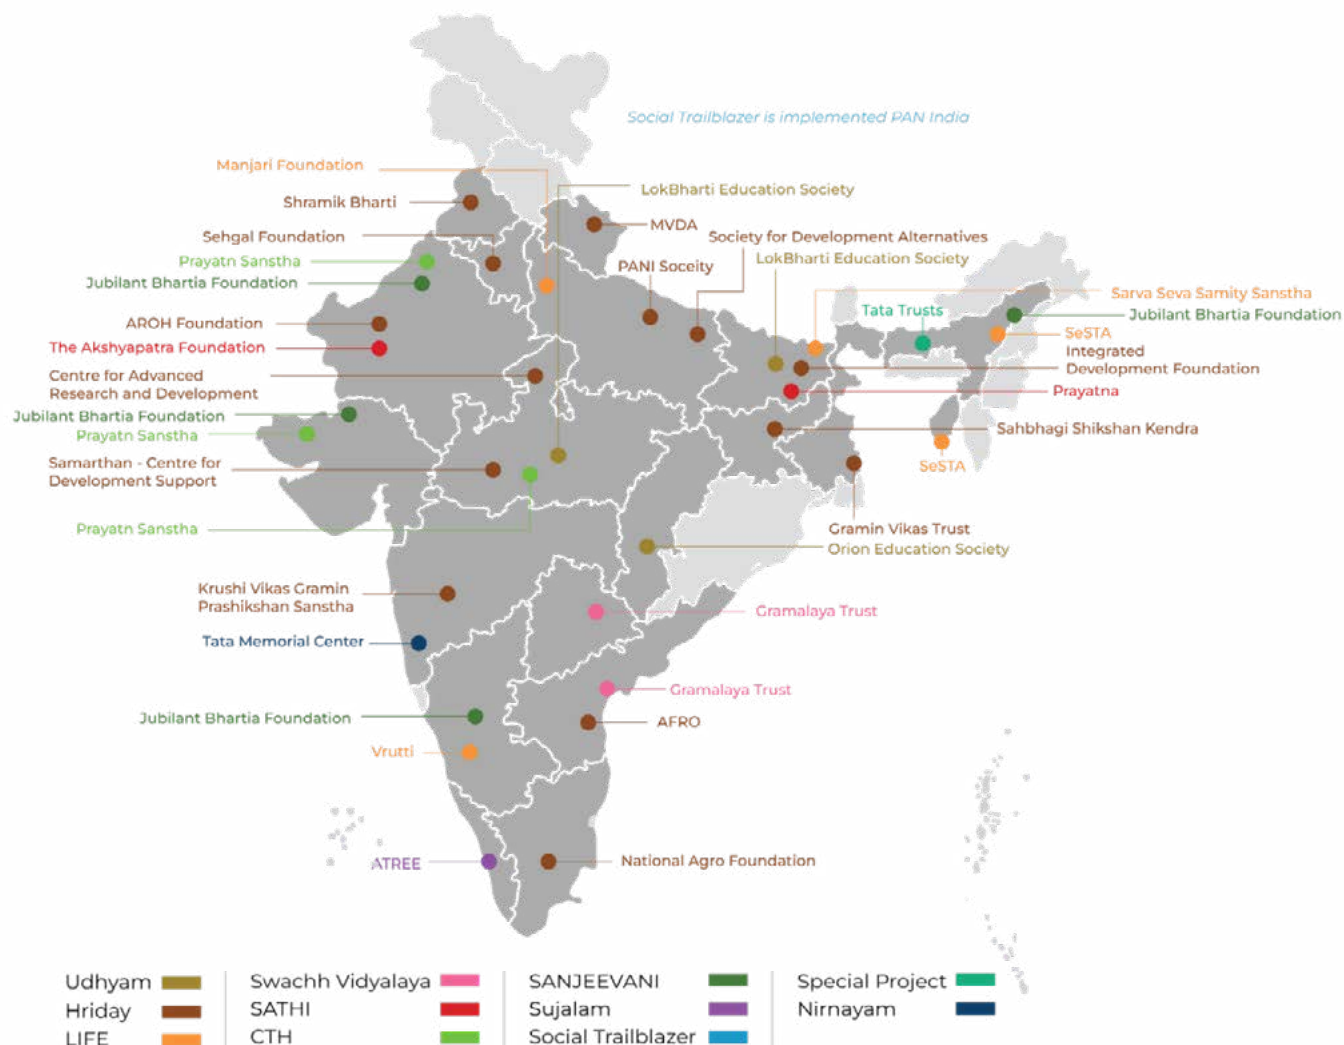 Social Trailblazer is implemented PAN India
Manjari Foundation
LokBharti Education Society
Shramik Bharti
MVDA
Sehgal Foundation
Society for Development Alternatives
Prayatn Sanstha
LokBharti Education Society
PANI Soceity
Jubilant Bhartia Foundation
Sarva Seva Samity Sanstha
Tata Trusts
Jubilant Bhartia Foundation
AROH Foundation
SeSTA
The Akshyapatra Foundation
Integrated
Development Foundation
Centre for Advanced
Research and Development
Prayatna
Jubilant Bhartia Foundation
Prayatn Sanstha
Sahbhagi Shikshan Kendra
Samarthan - Centre for
Development Support
SeSTA
Prayatn Sanstha
Gramin Vikas Trust
Orion Education Society
Krushi Vikas Gramin
Prashikshan Sanstha
Gramalaya Trust
Tata Memorial Center
Gramalaya Trust
Jubilant Bhartia Foundation
AFRO
Vrutti
ATREE
National Agro Foundation
Udhyam
Hriday
LIFE
Swachh Vidyalaya
SATHI
CTH
SANJEEVANI
Sujalam
Social Trailblazer
Special Project
Nirnayam